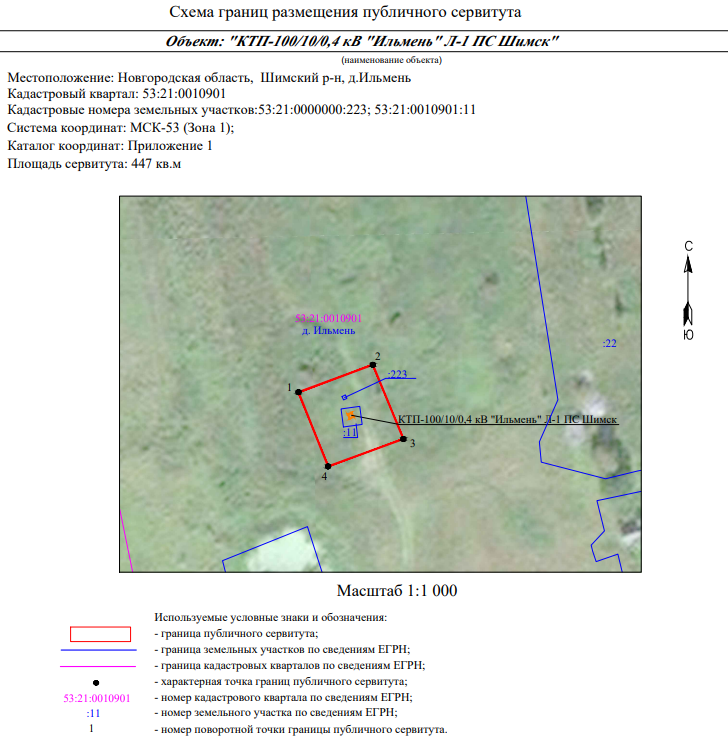 Схема границ размещения публичного сервитута
Объект: "КТП-100/10/0,4 кВ "Ильмень" Л-1 ПС Шимск"
(наименование объекта)
Местоположение: Новгородская область, Шимский р-н, д.Ильмень
Кадастровый квартал: 53:21:0010901
Кадастровые номера земельных участков:53:21:0000000:223; 53:21:0010901:11
Система координат: МСК-53 (Зона 1);
Каталог координат: Приложение 1
Площадь сервитута: 447 кв.м
С
Ю
53:21:0010901
д. Ильмень
:22
2
:223
1
КТП-100/10/0,4 кВ "Ильмень" Л-1 ПС Шимск
:11
3
4
Масштаб 1:1 000
Используемые условные знаки и обозначения:
- граница публичного сервитута;
- граница земельных участков по сведениям ЕГРН;
- граница кадастровых кварталов по сведениям ЕГРН;
- характерная точка границ публичного сервитута;
53:21:0010901 - номер кадастрового квартала по сведениям ЕГРН;
:11 - номер земельного участка по сведениям ЕГРН;
1 - номер поворотной точки границы публичного сервитута.